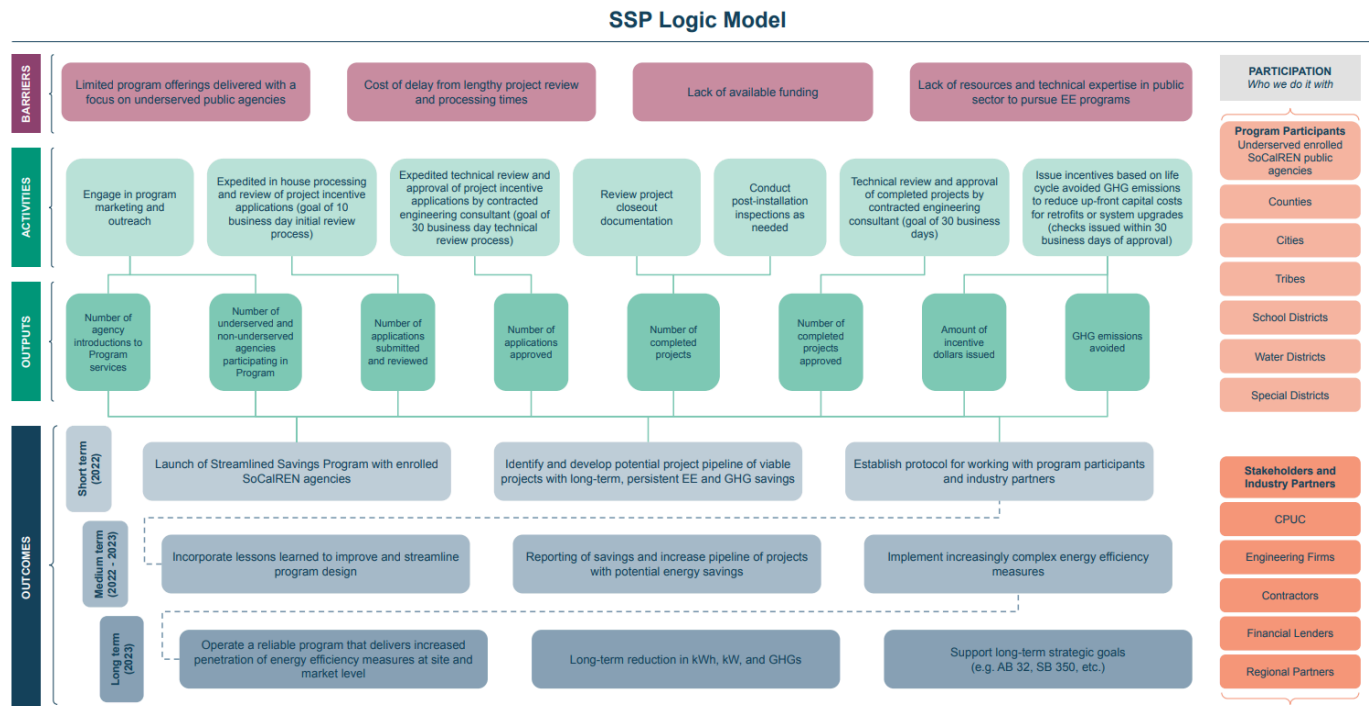 SSP Logic Model
BARRIERS
Limited program offerings delivered with a
focus on underserved public agencies
Cost of delay from lengthy project review
and processing times
Lack of available funding
Lack of resources and technical expertise in public
sector to pursue EE programs
ACTIVITIES
Engage in program
marketing and
outreach
Expedited in house processing
and review of project incentive
applications (goal of 10
business day initial review
process)
Expedited technical review and
approval of project incentive
applications by contracted
engineering consultant (goal of
30 business day technical
review process)
Review project
closeout
documentation
Conduct
post-installation
inspections as
needed
Technical review and approval
of completed projects by
contracted engineering
consultant (goal of 30 business
days)
Issue incentives based on life
cycle avoided GHG emissions
to reduce up-front capital costs
for retrofits or system upgrades
(checks issued within 30
business days of approval)
OUTPUTS
Number of
agency
introductions to
Program
services
Number of
underserved and
non-underserved
agencies
participating in
Program
Number of
applications
submitted
and reviewed
Number of
applications
approved
Number of
completed
projects
Number of
completed
projects
approved
Amount of
incentive
dollars issued
GHG emissions
avoided
OUTCOMES
Short term
(2022)
Launch of Streamlined Savings Program with enrolled
SoCalREN agencies
Identify and develop potential project pipeline of viable
projects with long-term, persistent EE and GHG savings
Establish protocol for working with program participants
and industry partners
Medium term
(2022 - 2023)
Incorporate lessons learned to improve and streamline
program design
Reporting of savings and increase pipeline of projects
with potential energy savings
Implement increasingly complex energy efficiency
measures
Long term
(2023)
Operate a reliable program that delivers increased
penetration of energy efficiency measures at site and
market level
Long-term reduction in kWh, kW, and GHGs
Support long-term strategic goals
(e.g. AB 32, SB 350, etc.)
PARTICIPATION
Who we do it with
Program Participants
Underserved enrolled
SoCalREN public
agencies
Counties
Cities
Tribes
School Districts
Water Districts
Special Districts
Stakeholders and
Industry Partners
CPUC
Engineering Firms
Contractors
Financial Lenders
Regional Partners